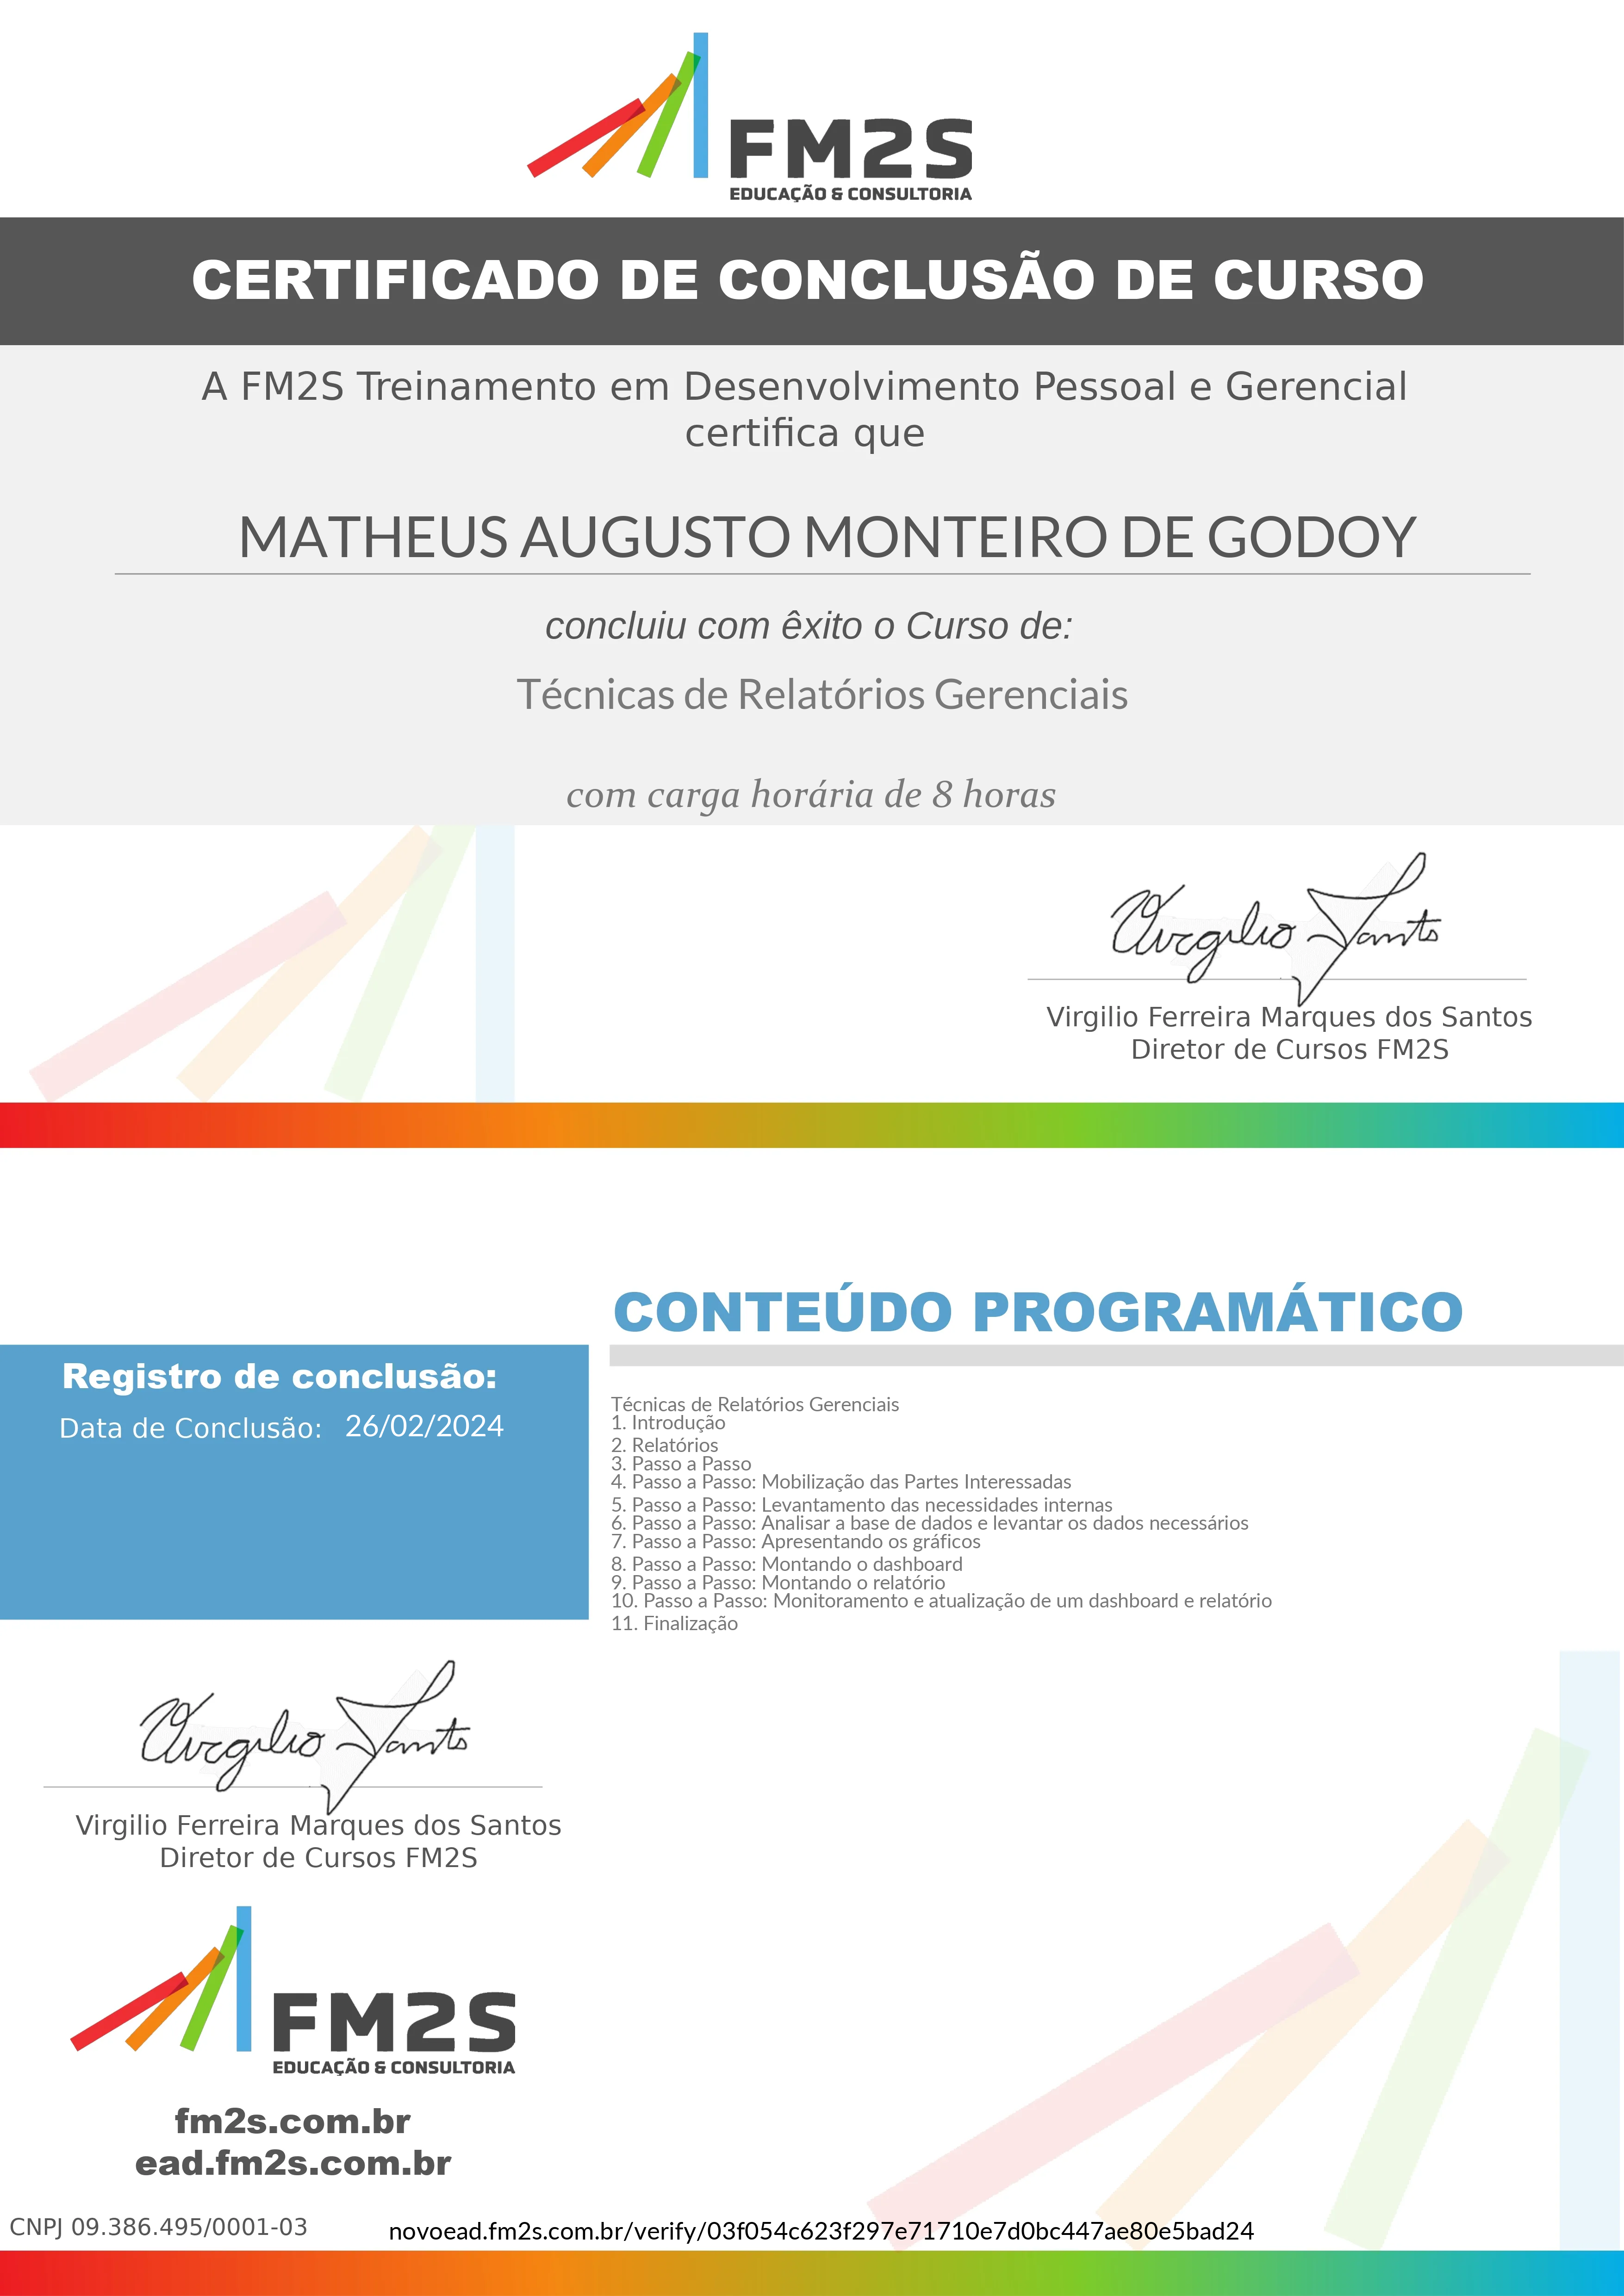 FM2S
EDUCAÇÃO & CONSULTORIA
CERTIFICADO DE CONCLUSÃO DE CURSO
A FM2S Treinamento em Desenvolvimento Pessoal e Gerencial
certifica que
MATHEUS AUGUSTO MONTEIRO DE GODOY
concluiu com êxito o Curso de:
Técnicas de Relatórios Gerenciais
com carga horária de 8 horas
Virgilio Santos
Virgilio Ferreira Marques dos Santos
Diretor de Cursos FM2S
CONTEÚDO PROGRAMÁTICO
Registro de conclusão:
Data de Conclusão: 26/02/2024
Técnicas de Relatórios Gerenciais
1. Introdução
2. Relatórios
3. Passo a Passo
4. Passo a Passo: Mobilização das Partes Interessadas
5. Passo a Passo: Levantamento das necessidades internas
6. Passo a Passo: Analisar a base de dados e levantar os dados necessários
7. Passo a Passo: Apresentando os gráficos
8. Passo a Passo: Montando o dashboard
9. Passo a Passo: Montando o relatório
10. Passo a Passo: Monitoramento e atualização de um dashboard e relatório
11. Finalização
Virgilio Santos
Virgilio Ferreira Marques dos Santos
Diretor de Cursos FM2S
FM2S
EDUCAÇÃO & CONSULTORIA
fm2s.com.br
ead.fm2s.com.br
CNPJ 09.386.495/0001-03
novoead.fm2s.com.br/verify/03f054c623f297e71710e7d0bc447ae80e5bad24